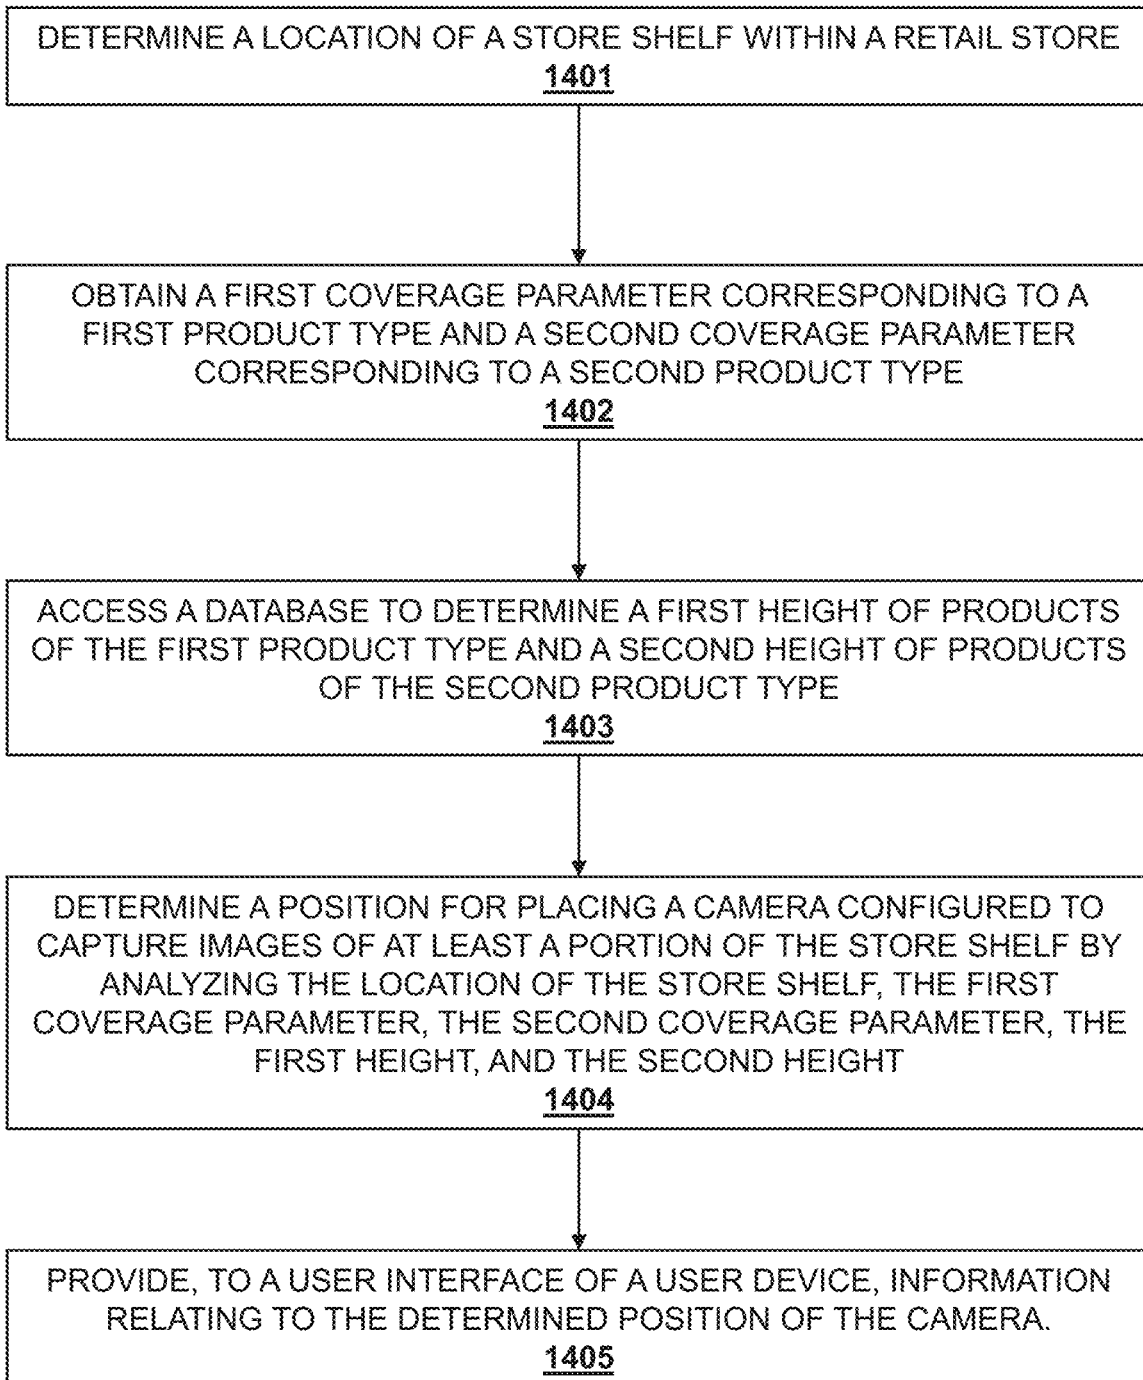 DETERMINE A LOCATION OF A STORE SHELF WITHIN A RETAIL STORE
1401
OBTAIN A FIRST COVERAGE PARAMETER CORRESPONDING TO A
FIRST PRODUCT TYPE AND A SECOND COVERAGE PARAMETER
CORRESPONDING TO A SECOND PRODUCT TYPE
1402
ACCESS A DATABASE TO DETERMINE A FIRST HEIGHT OF PRODUCTS
OF THE FIRST PRODUCT TYPE AND A SECOND HEIGHT OF PRODUCTS
OF THE SECOND PRODUCT TYPE
1403
DETERMINE A POSITION FOR PLACING A CAMERA CONFIGURED TO
CAPTURE IMAGES OF AT LEAST A PORTION OF THE STORE SHELF BY
ANALYZING THE LOCATION OF THE STORE SHELF, THE FIRST
COVERAGE PARAMETER, THE SECOND COVERAGE PARAMETER, THE
FIRST HEIGHT, AND THE SECOND HEIGHT
1404
PROVIDE, TO A USER INTERFACE OF A USER DEVICE, INFORMATION
RELATING TO THE DETERMINED POSITION OF THE CAMERA.
1405